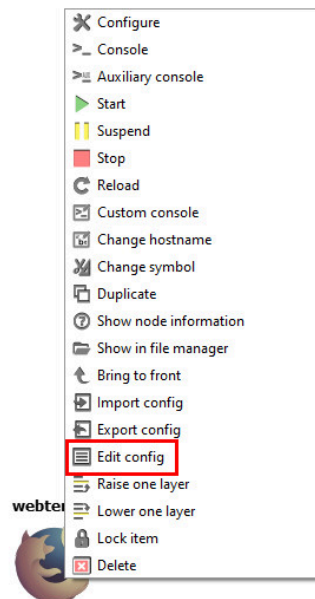 Configure
Console
Auxiliary console
Start
Suspend
Stop
Reload
Custom console
Change hostname
Change symbol
Duplicate
Show node information
Show in file manager
Bring to front
Import config
Export config
Edit config
Raise one layer
Lower one layer
Lock item
Delete